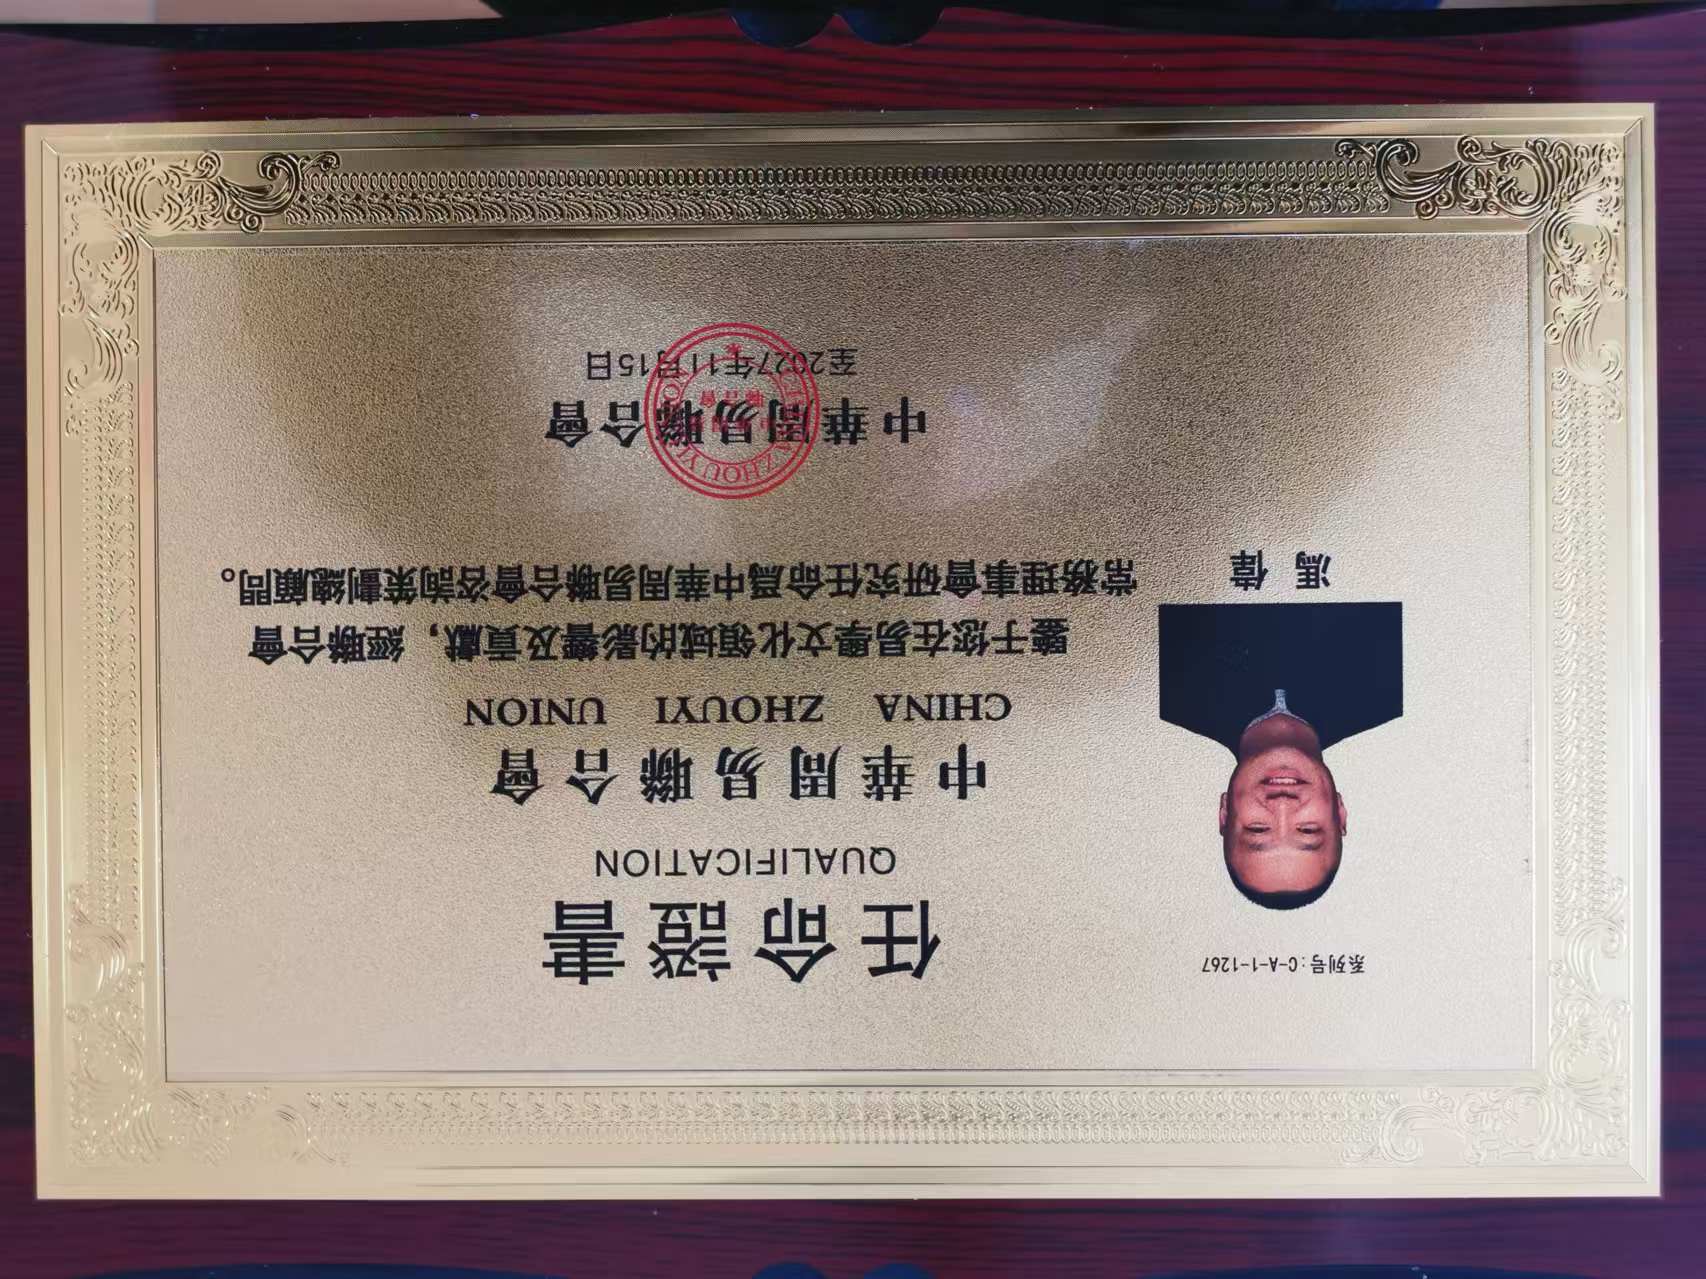 系列号:C-A-1-1267
任命證書
QUALIFICATION
中華周易聯合會
CHINA ZHOUYI UNION
鑒于您在易學文化領域的影響及貢獻，經聯合會
常務理事會研究任命爲中華周易聯合會咨詢策劃總顧問。
馮偉
中華周易聯合會
至2027年11月15日